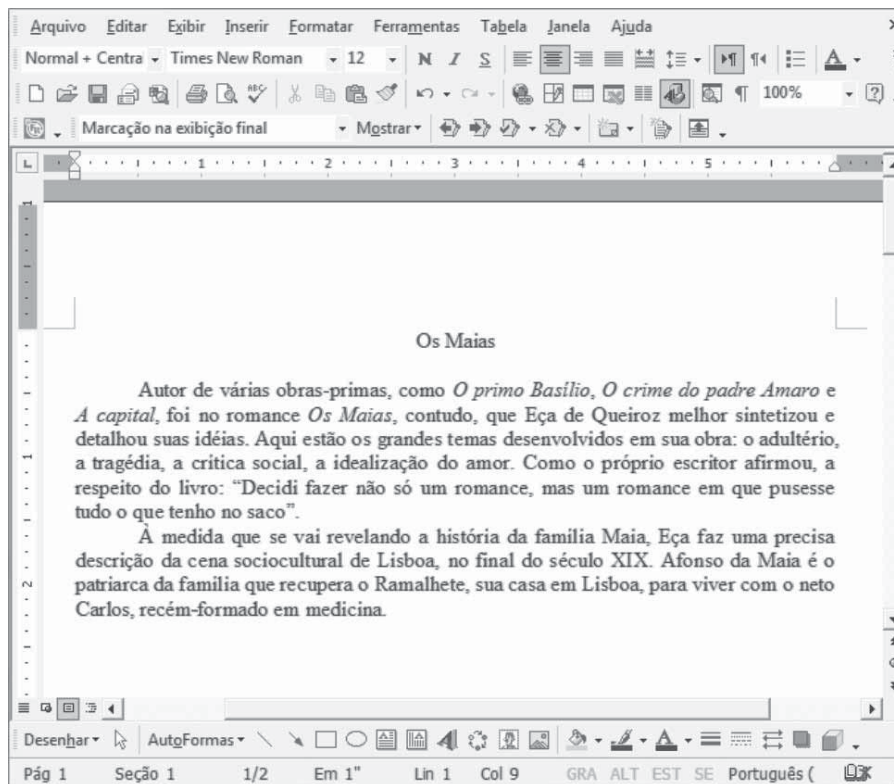 Arquivo Editar Exibir Inserir Formatar Ferramentas Tabela Janela Ajuda
Normal + Centra Times New Roman 12 N I S
100%
Marcação na exibição final Mostrar
1 2 3 4 5
Os Maias
Autor de várias obras-primas, como O primo Basílio, O crime do padre Amaro e
A capital, foi no romance Os Maias, contudo, que Eça de Queiroz melhor sintetizou e
detalhou suas idéias. Aqui estão os grandes temas desenvolvidos em sua obra: o adultério,
a tragédia, a crítica social, a idealização do amor. Como o próprio escritor afirmou, a
respeito do livro: “Decidi fazer não só um romance, mas um romance em que pusesse
tudo o que tenho no saco”.
À medida que se vai revelando a história da família Maia, Eça faz uma precisa
descrição da cena sociocultural de Lisboa, no final do século XIX. Afonso da Maia é o
patriarca da família que recupera o Ramalhete, sua casa em Lisboa, para viver com o neto
Carlos, recém-formado em medicina.
Desenhar AutoFormas
Pág 1 Seção 1 1/2 Em 1" Lin 1 Col 9 GRA ALT EST SE Português (